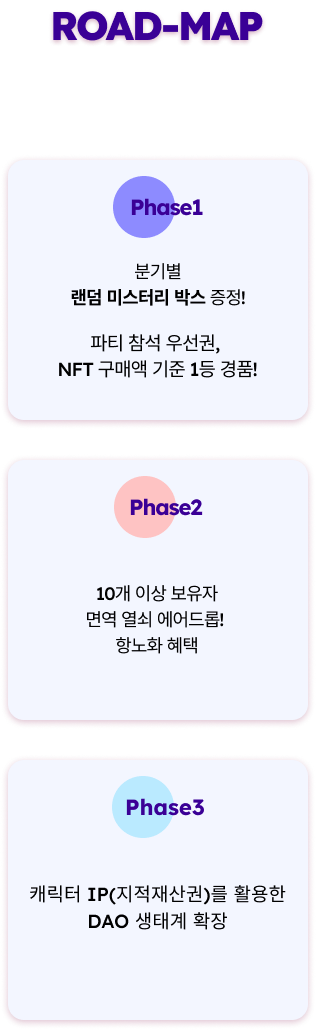 ROAD-MAP
Phase1
분기별
랜덤 미스터리 박스 증정!
파티 참석 우선권,
NFT 구매액 기준 1등 경품!
Phase2
10개 이상 보유자
면역 열쇠 에어드롭!
항노화 혜택
Phase3
캐릭터 IP(지적재산권)를 활용한
DAO 생태계 확장